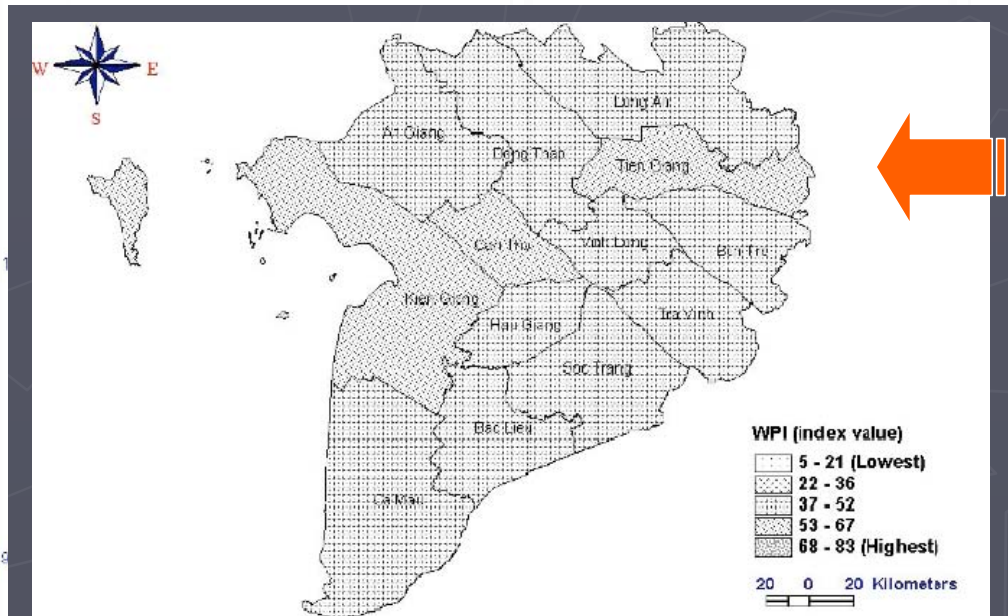 W E
S
Long An
An Giang
Dong Thap
Tien Giang
Can Tho
Vinh Long
Ben Tre
Kien Giang
Tra Vinh
Hau Giang
Soc Trang
Bac Lieu
Ca Mau
WPI (index value)
5 - 21 (Lowest)
22 - 36
37 - 52
53 - 67
68 - 83 (Highest)
20 0 20 Kilometers